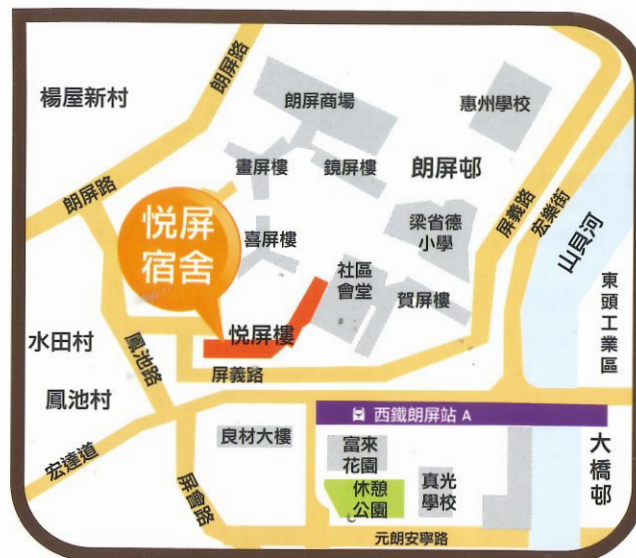 朗屏路
楊屋新村
朗屏商場
惠州學校
畫屏樓
鏡屏樓
朗屏邨
朗屏路
屏義路
宏樂街
悦屏
宿舍
喜屏樓
梁省德
小學
山貝河
社區
會堂
賀屏樓
東頭工業區
水田村
鳳池路
悦屏樓
屏義路
鳳池村
西鐵朗屏站 A
良材大樓
富來
花園
大橋邨
宏達道
屏會路
休憩
公園
真光
學校
元朗安寧路